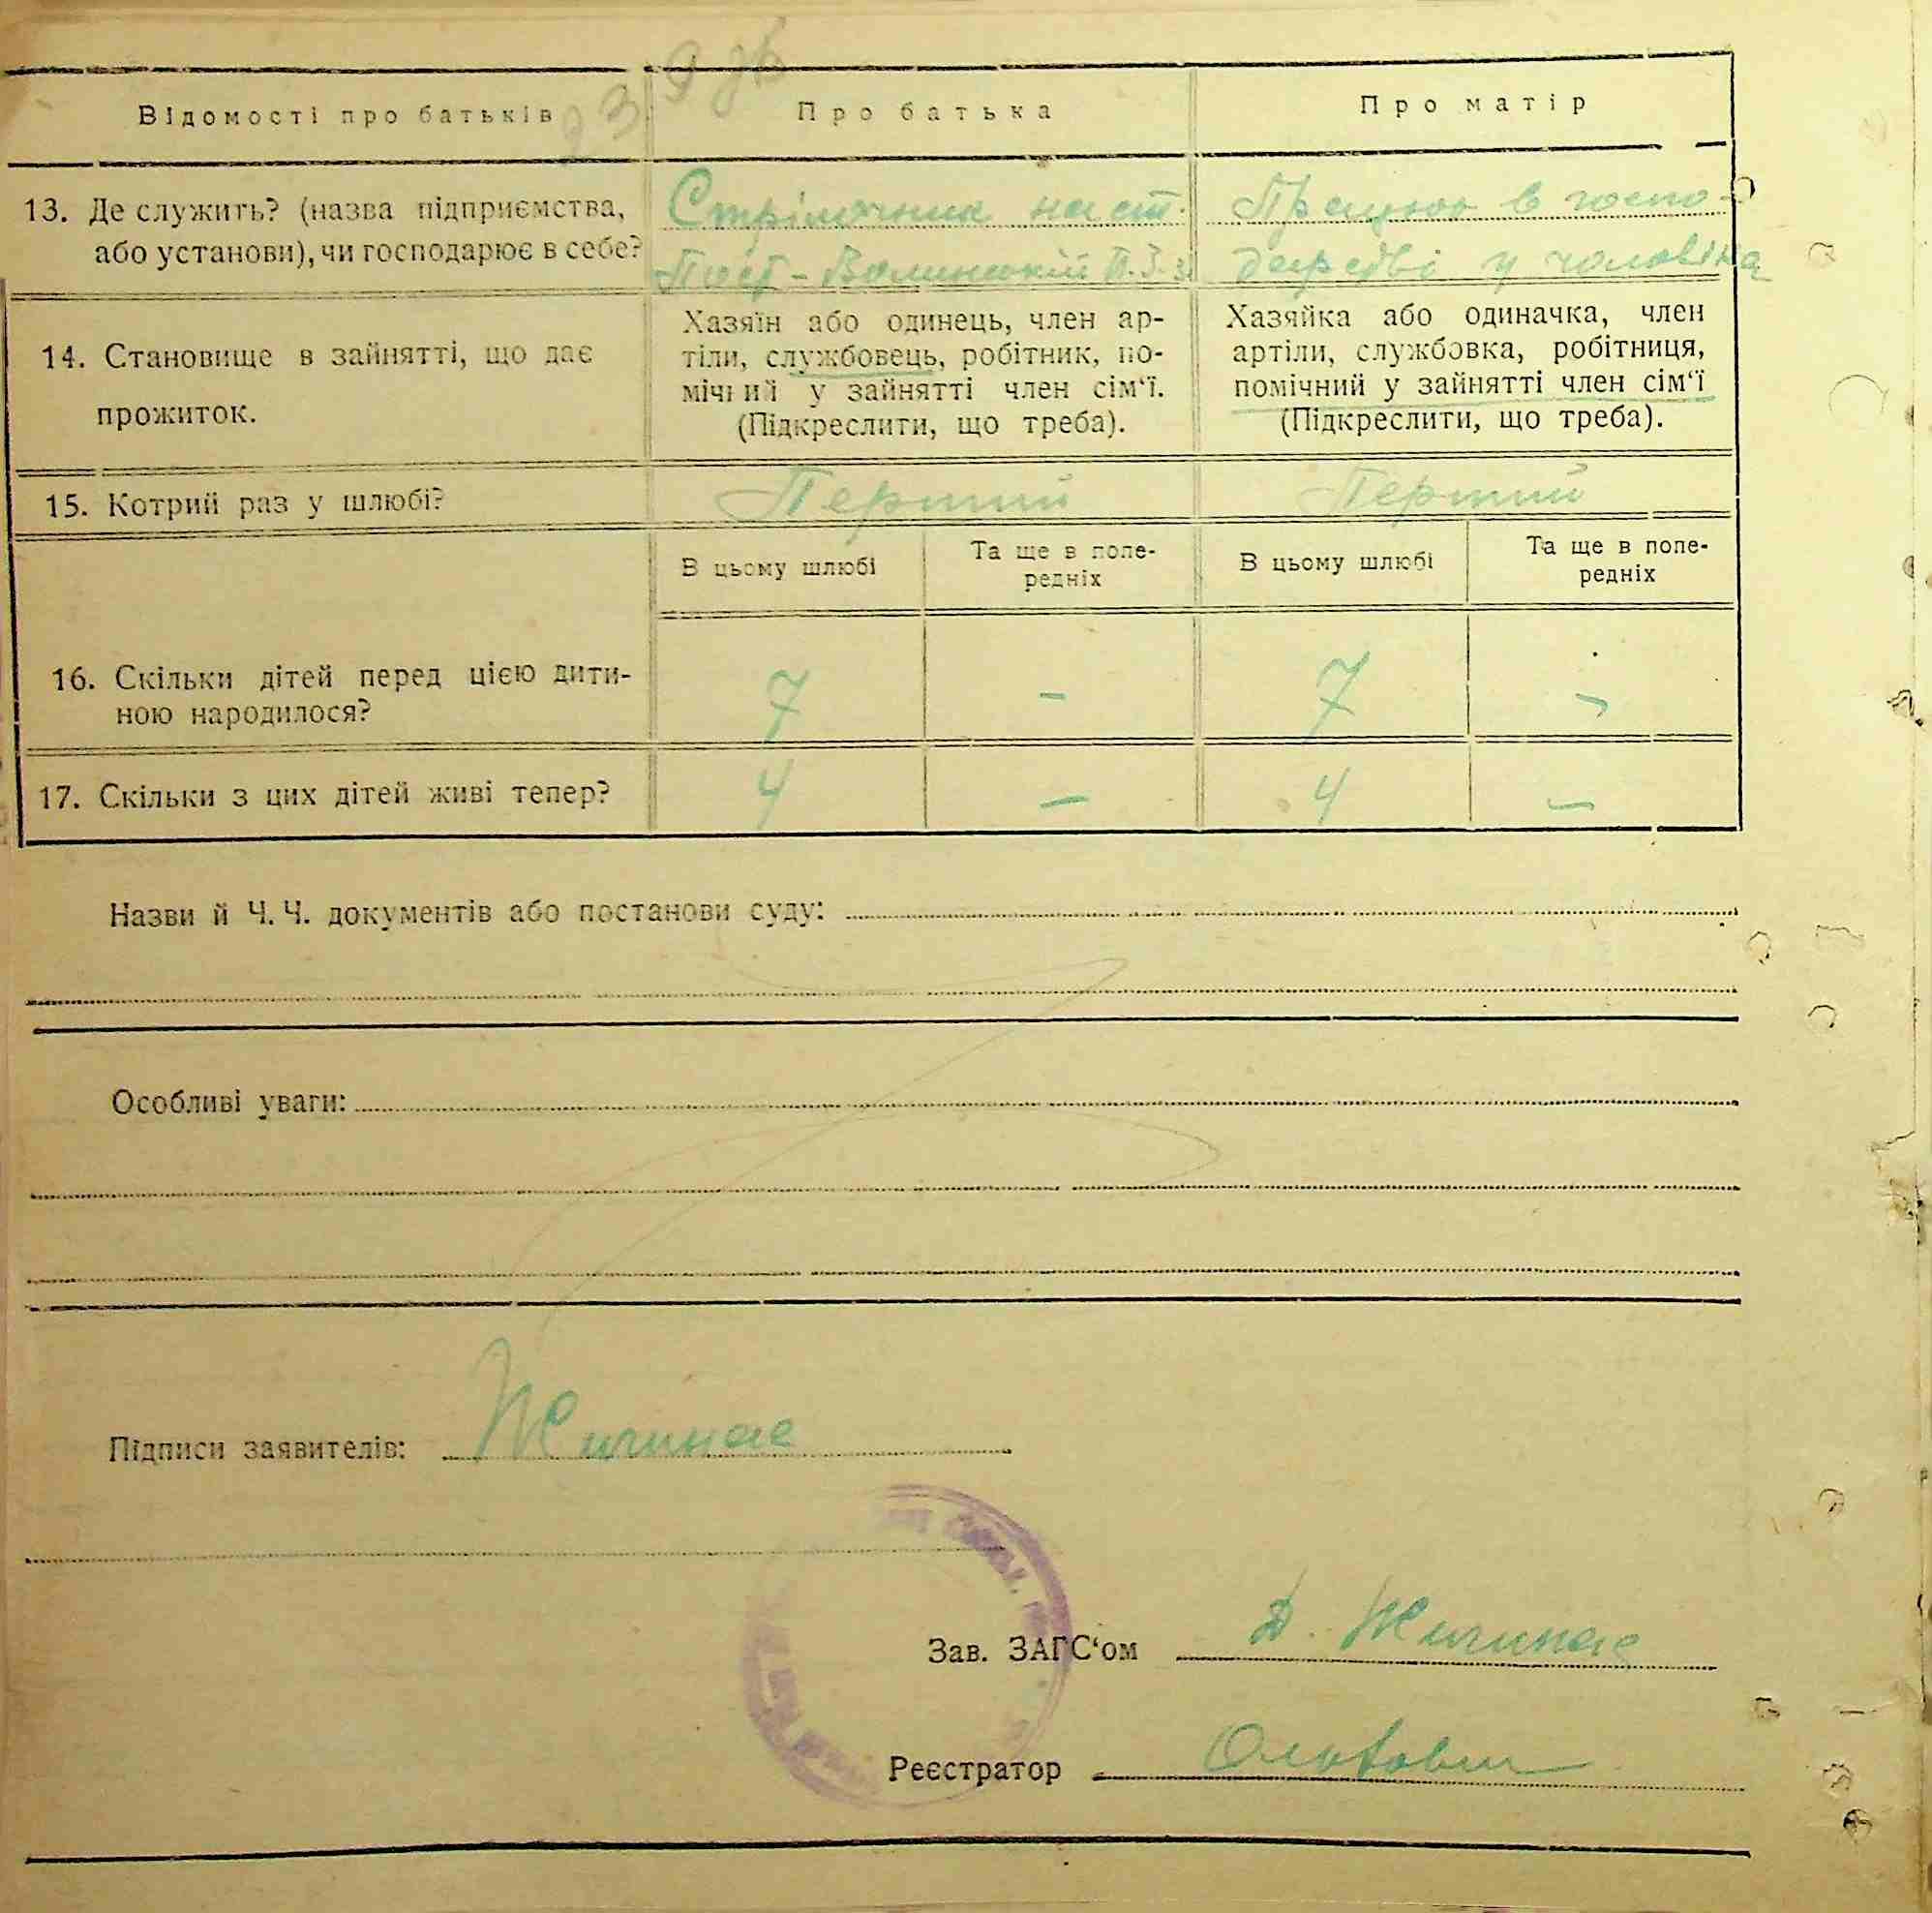 Відомості про батьків
Про батька
Про матір
13. Де служить? (назва підприємства, або установи), чи господарює в себе?
Стрілочник на ст.
Пост-Волинський П.З.З.
Працює в госпо-
дарстві у чоловіка
14. Становище в зайнятті, що дає
прожиток.
Хазяїн або одинець, член ар-
тіли, службовець, робітник, по-
мічний у зайнятті член сім‘ї.
(Підкреслити, що треба).
Хазяйка або одиначка, член
артіли, службовка, робітниця,
помічний у зайнятті член сім‘ї
(Підкреслити, що треба).
15. Котрий раз у шлюбі?
Перший
Перший
В цьому шлюбі
Та ще в попе-
редніх
В цьому шлюбі
Та ще в попе-
редніх
16. Скільки дітей перед цією дити-
ною народилося?
7
-
7
-
17. Скільки з цих дітей живі тепер?
4
-
4
-
Назви й Ч. Ч. документів або постанови суду:
Особливі уваги:
Підписи заявителів:
Зав. ЗАГС‘ом
Д.
Реєстратор